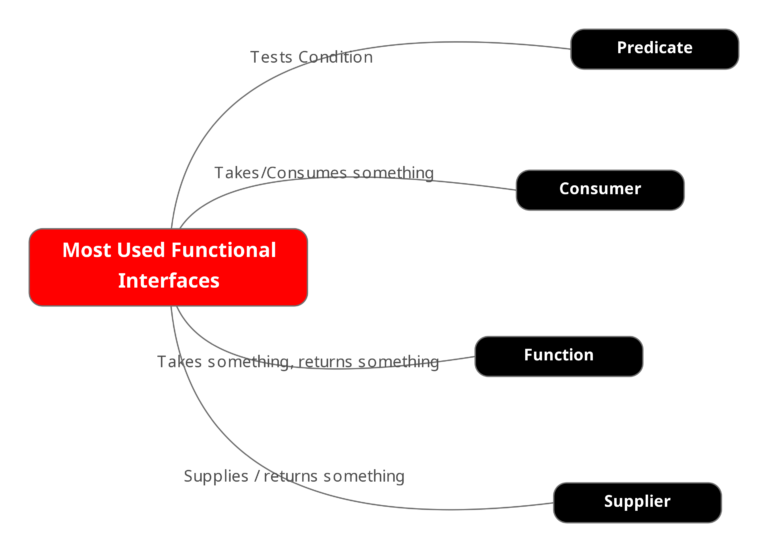 Tests Condition
Predicate
Takes/Consumes something
Consumer
Most Used Functional
Interfaces
Takes something, returns something
Function
Supplies / returns something
Supplier